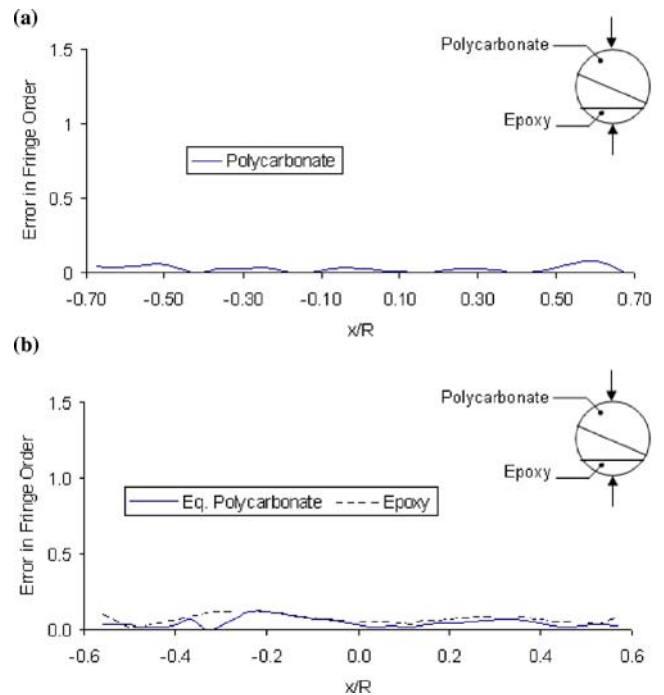 (a)
Polycarbonate
Epoxy
Error in Fringe Order
1.5
1
0.5
0
Polycarbonate
-0.70 -0.50 -0.30 -0.10 0.10 0.30 0.50 0.70
x/R
(b)
Polycarbonate
Epoxy
Error in Fringe Order
1.5
1.0
0.5
0.0
Eq. Polycarbonate Epoxy
-0.6 -0.4 -0.2 0.0 0.2 0.4 0.6
x/R